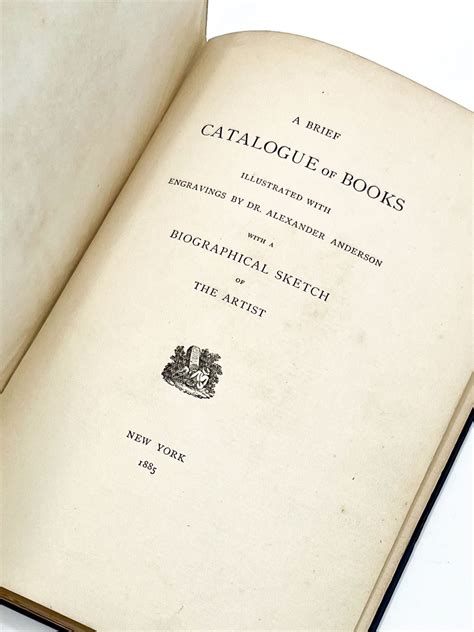 A BRIEF
CATALOGUE OF BOOKS
ILLUSTRATED WITH
ENGRAVINGS BY DR. ALEXANDER ANDERSON
WITH A
BIOGRAPHICAL SKETCH
OF
THE ARTIST
NEW YORK
1885